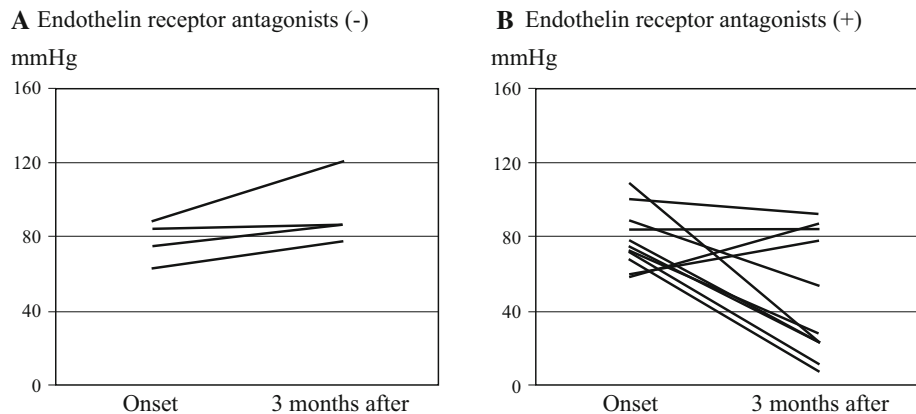 A Endothelin receptor antagonists (-)
mmHg
160
120
80
40
0
Onset 3 months after
B Endothelin receptor antagonists (+)
mmHg
160
120
80
40
0
Onset 3 months after